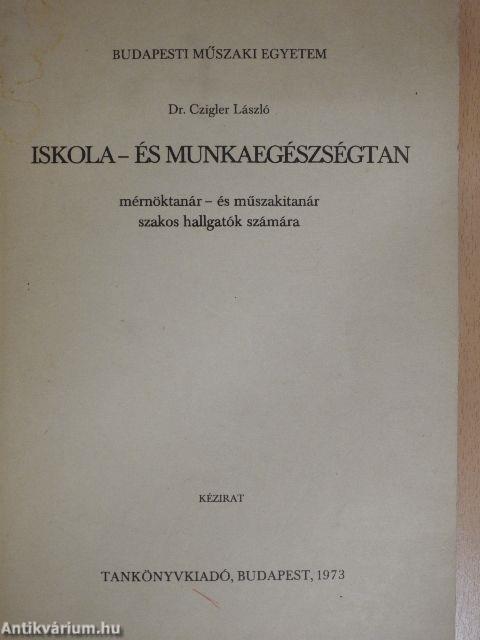 BUDAPESTI MŰSZAKI EGYETEM
Dr. Czigler László
ISKOLA – ÉS MUNKAEGÉSZSÉGTAN
mérnöktanár – és műszakitanár
szakos hallgatók számára
KÉZIRAT
TANKÖNYVKIADÓ, BUDAPEST, 1973
Antikvárium.hu